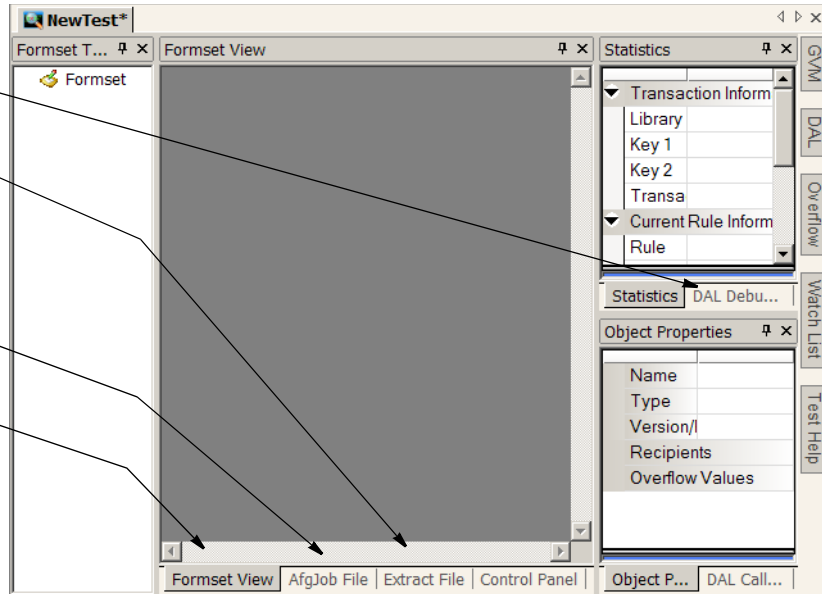 NewTest*
Formset T...
Formset
Formset View
Formset View
AfgJob File
Extract File
Control Panel
Statistics
Transaction Inform
Library
Key 1
Key 2
Transa
Current Rule Inform
Rule
Statistics
DAL Debu...
Object Properties
Name
Type
Version/I
Recipients
Overflow Values
Object P...
DAL Call...
GVM
DAL
Overflow
Watch List
Test Help